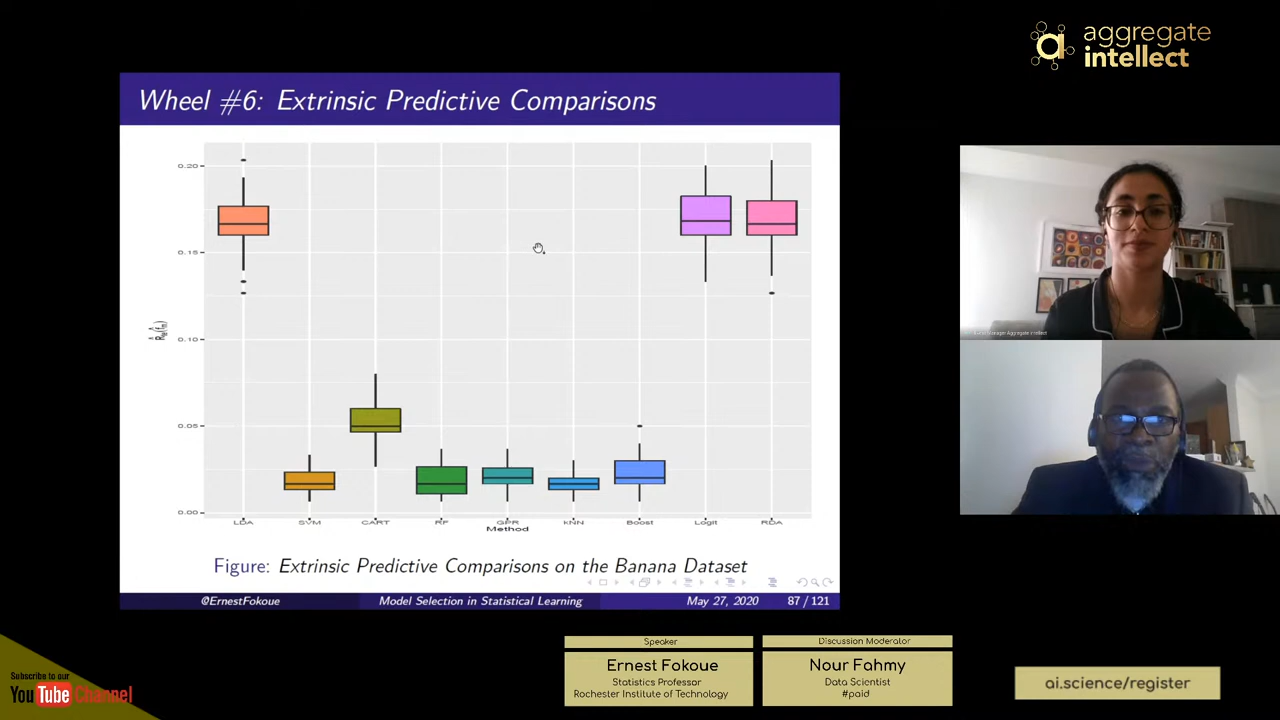 aggregate
intellect
Wheel #6: Extrinsic Predictive Comparisons
0.20
0.15
0.10
0.05
0.00
LDA SVM CART RF GPR kNN Boost Logit RDA
Method
Figure: Extrinsic Predictive Comparisons on the Banana Dataset
@ErnestFokoue Model Selection in Statistical Learning May 27, 2020 87 / 121
Speaker
Ernest Fokoue
Statistics Professor
Rochester Institute of Technology
Discussion Moderator
Nour Fahmy
Data Scientist
#paid
ai.science/register
Subscribe to our
YouTube Channel